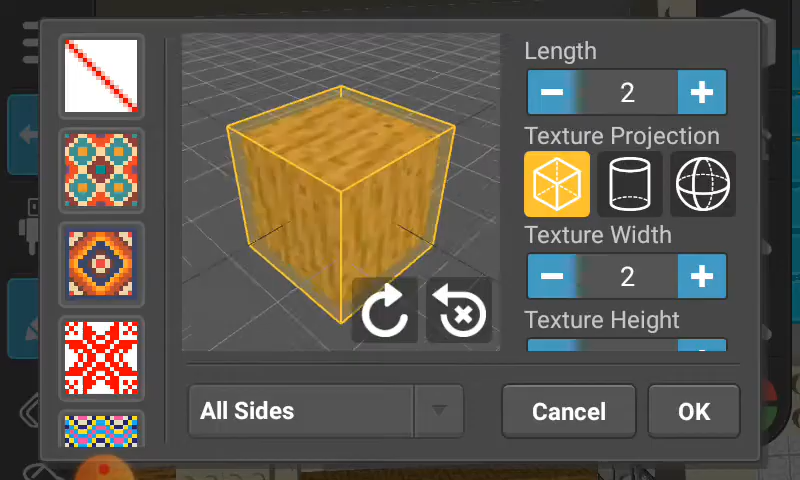 Length
2
Texture Projection
Texture Width
2
Texture Height
All Sides
Cancel
OK